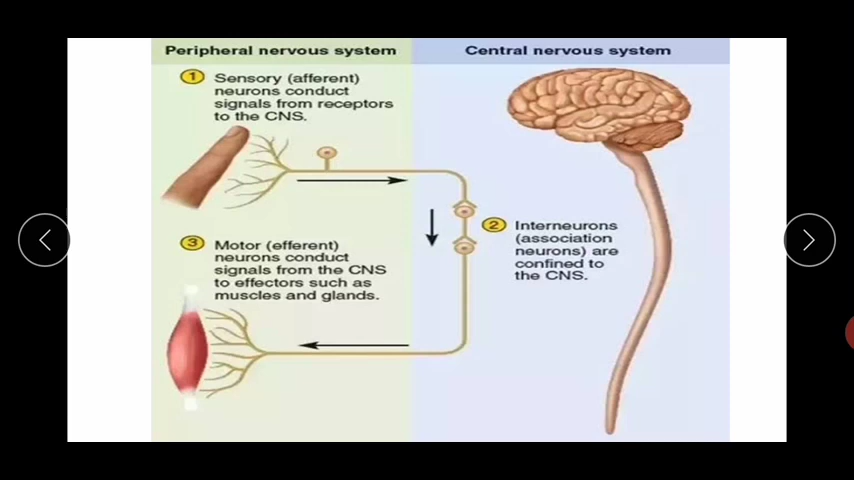 Peripheral nervous system
Central nervous system
1 Sensory (afferent)
neurons conduct
signals from receptors
to the CNS.
2 Interneurons
(association
neurons) are
confined to
the CNS.
3 Motor (efferent)
neurons conduct
signals from the CNS
to effectors such as
muscles and glands.